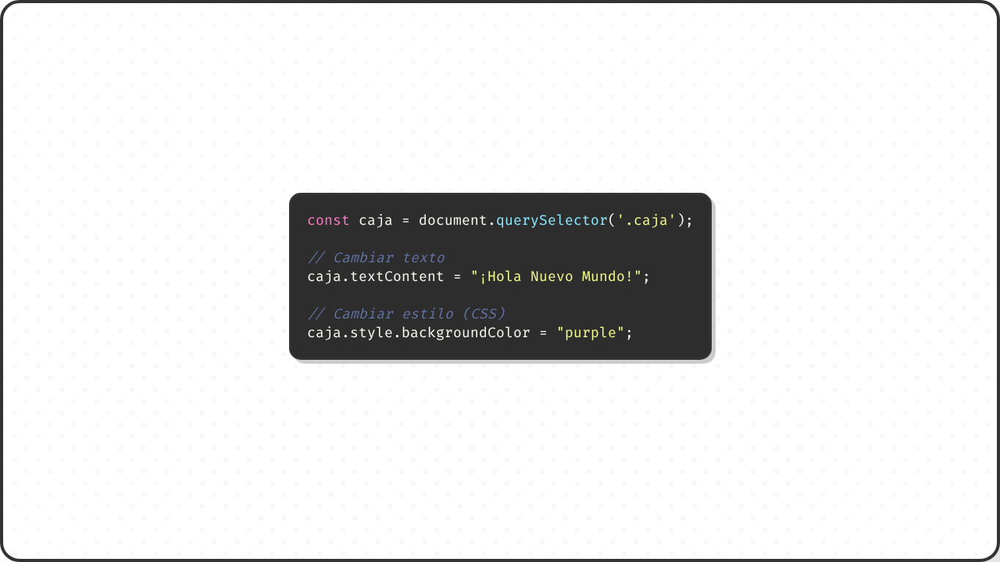 const caja = document.querySelector('.caja');
// Cambiar texto
caja.textContent = "¡Hola Nuevo Mundo!";
// Cambiar estilo (CSS)
caja.style.backgroundColor = "purple";